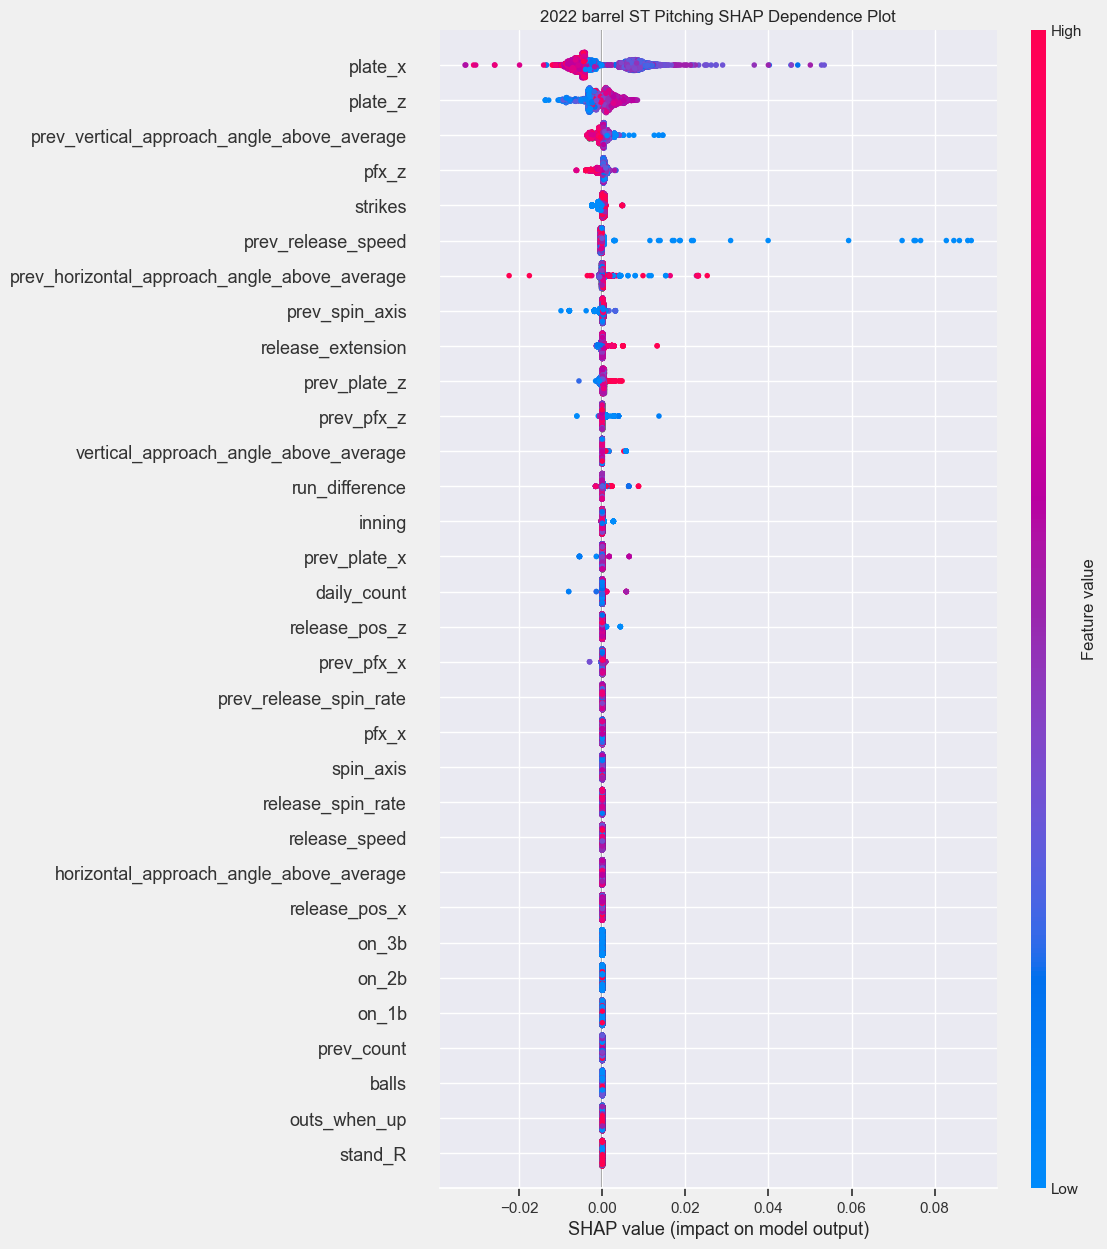 2022 barrel ST Pitching SHAP Dependence Plot
High
plate_x
plate_z
prev_vertical_approach_angle_above_average
pfx_z
strikes
prev_release_speed
prev_horizontal_approach_angle_above_average
prev_spin_axis
release_extension
prev_plate_z
prev_pfx_z
vertical_approach_angle_above_average
run_difference
inning
prev_plate_x
daily_count
release_pos_z
prev_pfx_x
prev_release_spin_rate
pfx_x
spin_axis
release_spin_rate
release_speed
horizontal_approach_angle_above_average
release_pos_x
on_3b
on_2b
on_1b
prev_count
balls
outs_when_up
stand_R
Feature value
Low
−0.02 0.00 0.02 0.04 0.06 0.08
SHAP value (impact on model output)